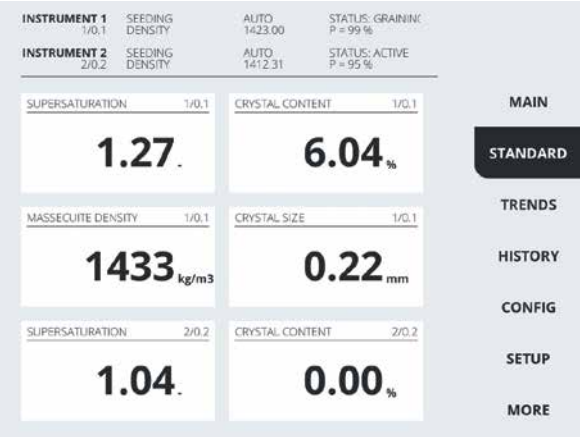 INSTRUMENT 1 SEEDING AUTO STATUS: GRAINING
1/0.1 DENSITY 1423.00 P = 99 %
INSTRUMENT 2 SEEDING AUTO STATUS: ACTIVE
2/0.2 DENSITY 1412.31 P = 95 %
SUPERSATURATION 1/0.1 CRYSTAL CONTENT 1/0.1
1.27 - 6.04 %
MASSECUITE DENSITY 1/0.1 CRYSTAL SIZE 1/0.1
1433 kg/m3 0.22 mm
SUPERSATURATION 2/0.2 CRYSTAL CONTENT 2/0.2
1.04 - 0.00 %
MAIN
STANDARD
TRENDS
HISTORY
CONFIG
SETUP
MORE